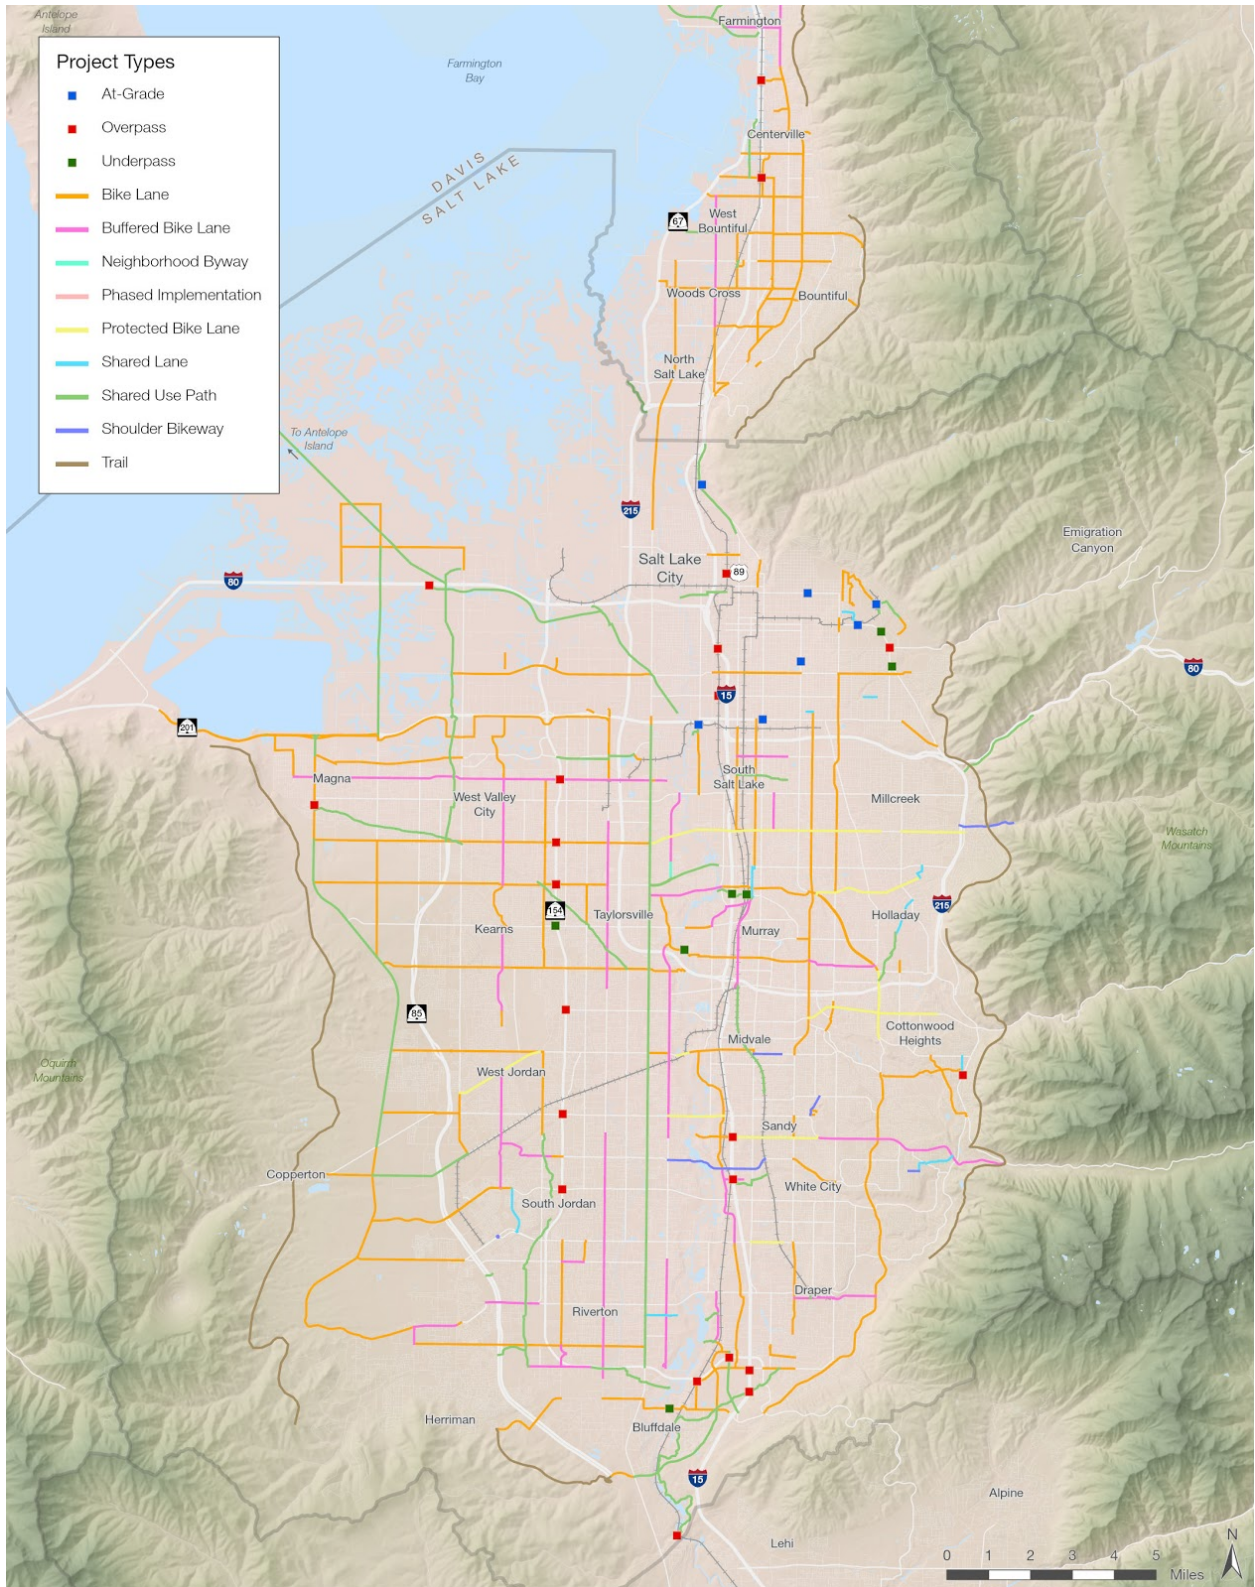 Antelope
Island
Farmington
Project Types
At-Grade
Overpass
Underpass
Bike Lane
Buffered Bike Lane
Neighborhood Byway
Phased Implementation
Protected Bike Lane
Shared Lane
Shared Use Path
Shoulder Bikeway
Trail
Farmington
Bay
Centerville
DAVIS
SALT LAKE
67
West
Bountiful
Woods Cross
Bountiful
North
Salt Lake
To Antelope
Island
215
Emigration
Canyon
Salt Lake
City
89
80
80
15
201
South
Salt Lake
Magna
West Valley
City
Millcreek
Wasatch
Mountains
215
154
Taylorsville
Holladay
Kearns
Murray
85
Cottonwood
Heights
Midvale
Oquirrh
Mountains
West Jordan
Sandy
Copperton
White City
South Jordan
Draper
Riverton
Herriman
Bluffdale
15
Alpine
Lehi
N
0 1 2 3 4 5
Miles